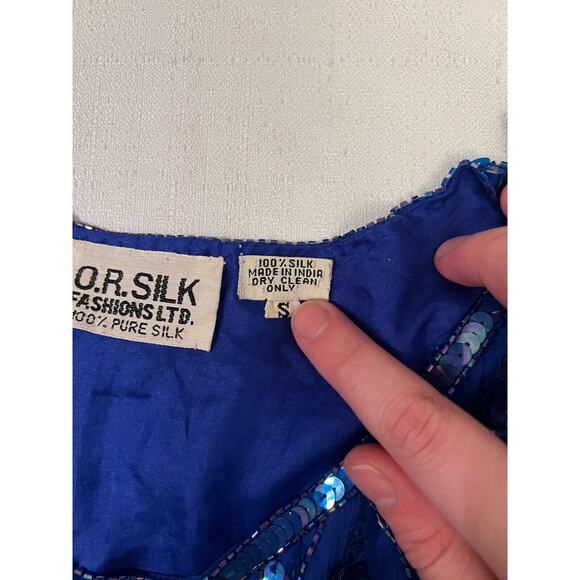 O.R. SILK
FASHIONS LTD.
100% PURE SILK
100% SILK
MADE IN INDIA
DRY CLEAN
ONLY
S